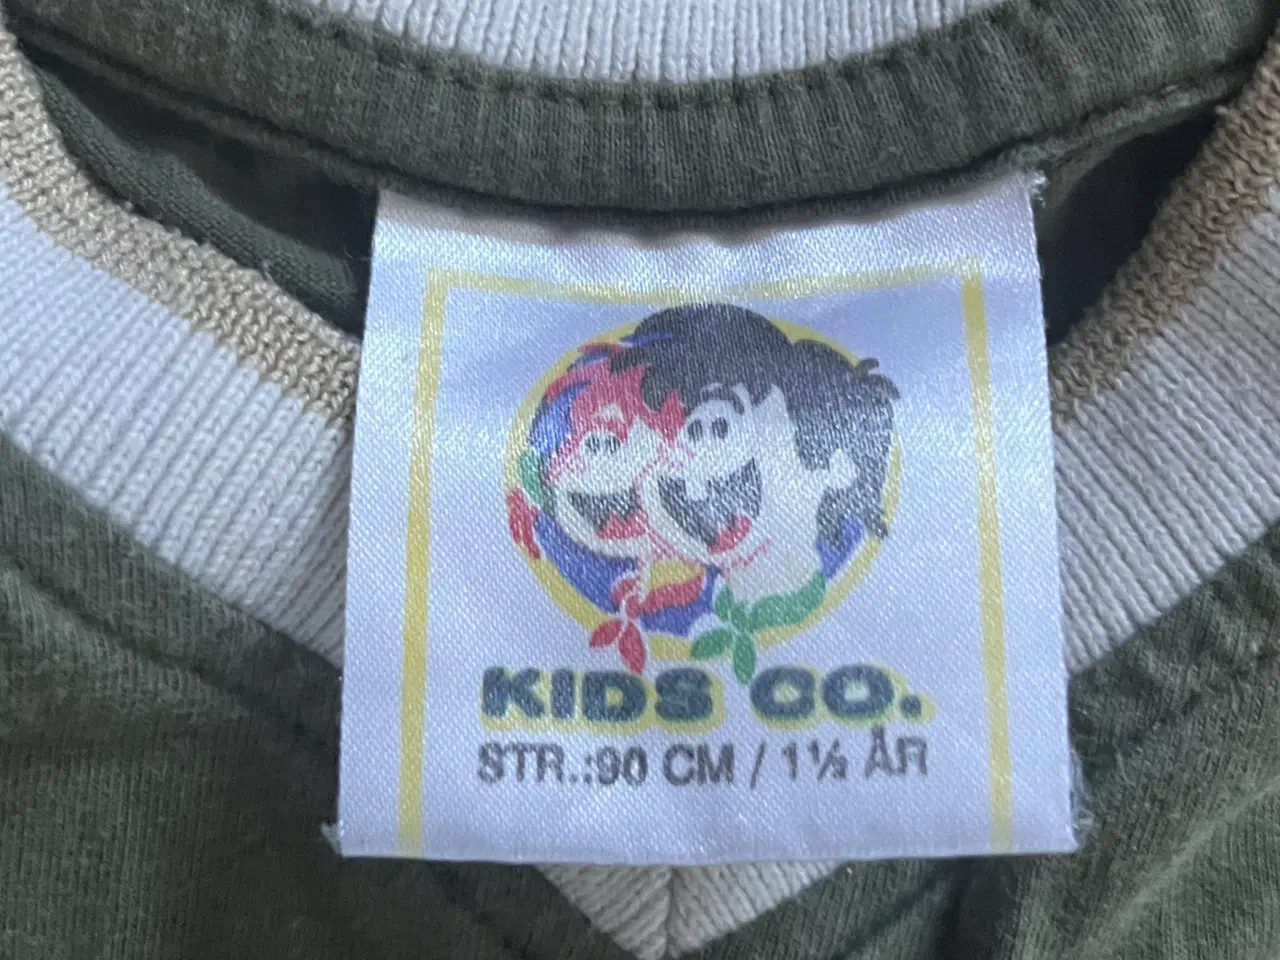 KIDS CO.
STR.:90 CM / 1½ ÅR